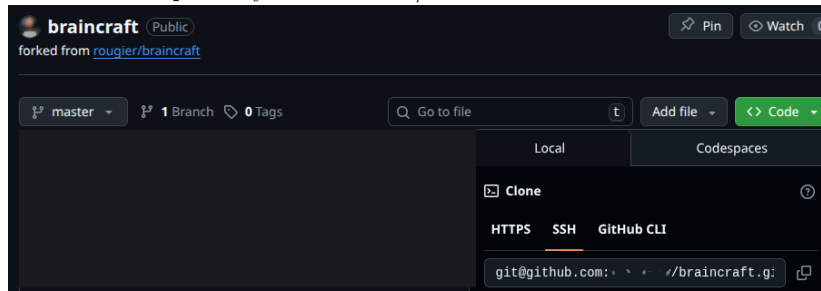 braincraft Public
Pin
Watch 0
forked from rougier/braincraft
master
1 Branch
0 Tags
Go to file
t
Add file
Code
Local
Codespaces
Clone
HTTPS
SSH
GitHub CLI
git@github.com: /braincraft.gi